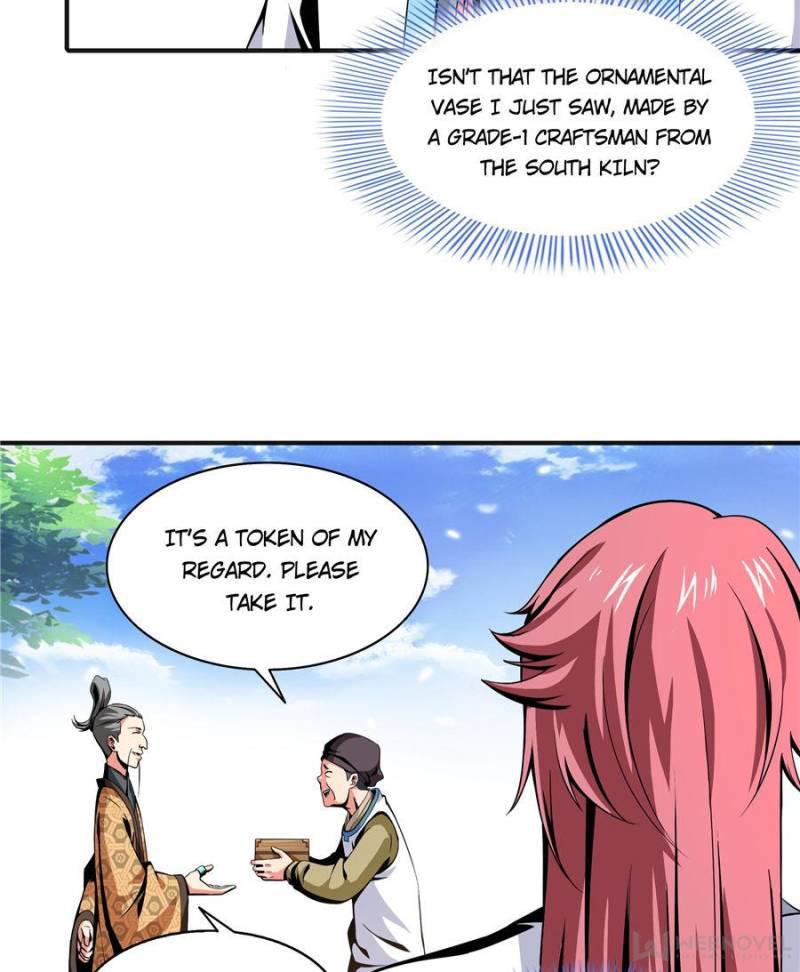 ISN'T THAT THE ORNAMENTAL
VASE I JUST SAW, MADE BY
A GRADE-1 CRAFTSMAN FROM
THE SOUTH KILN?
IT'S A TOKEN OF MY
REGARD. PLEASE
TAKE IT.
WEBNOVEL